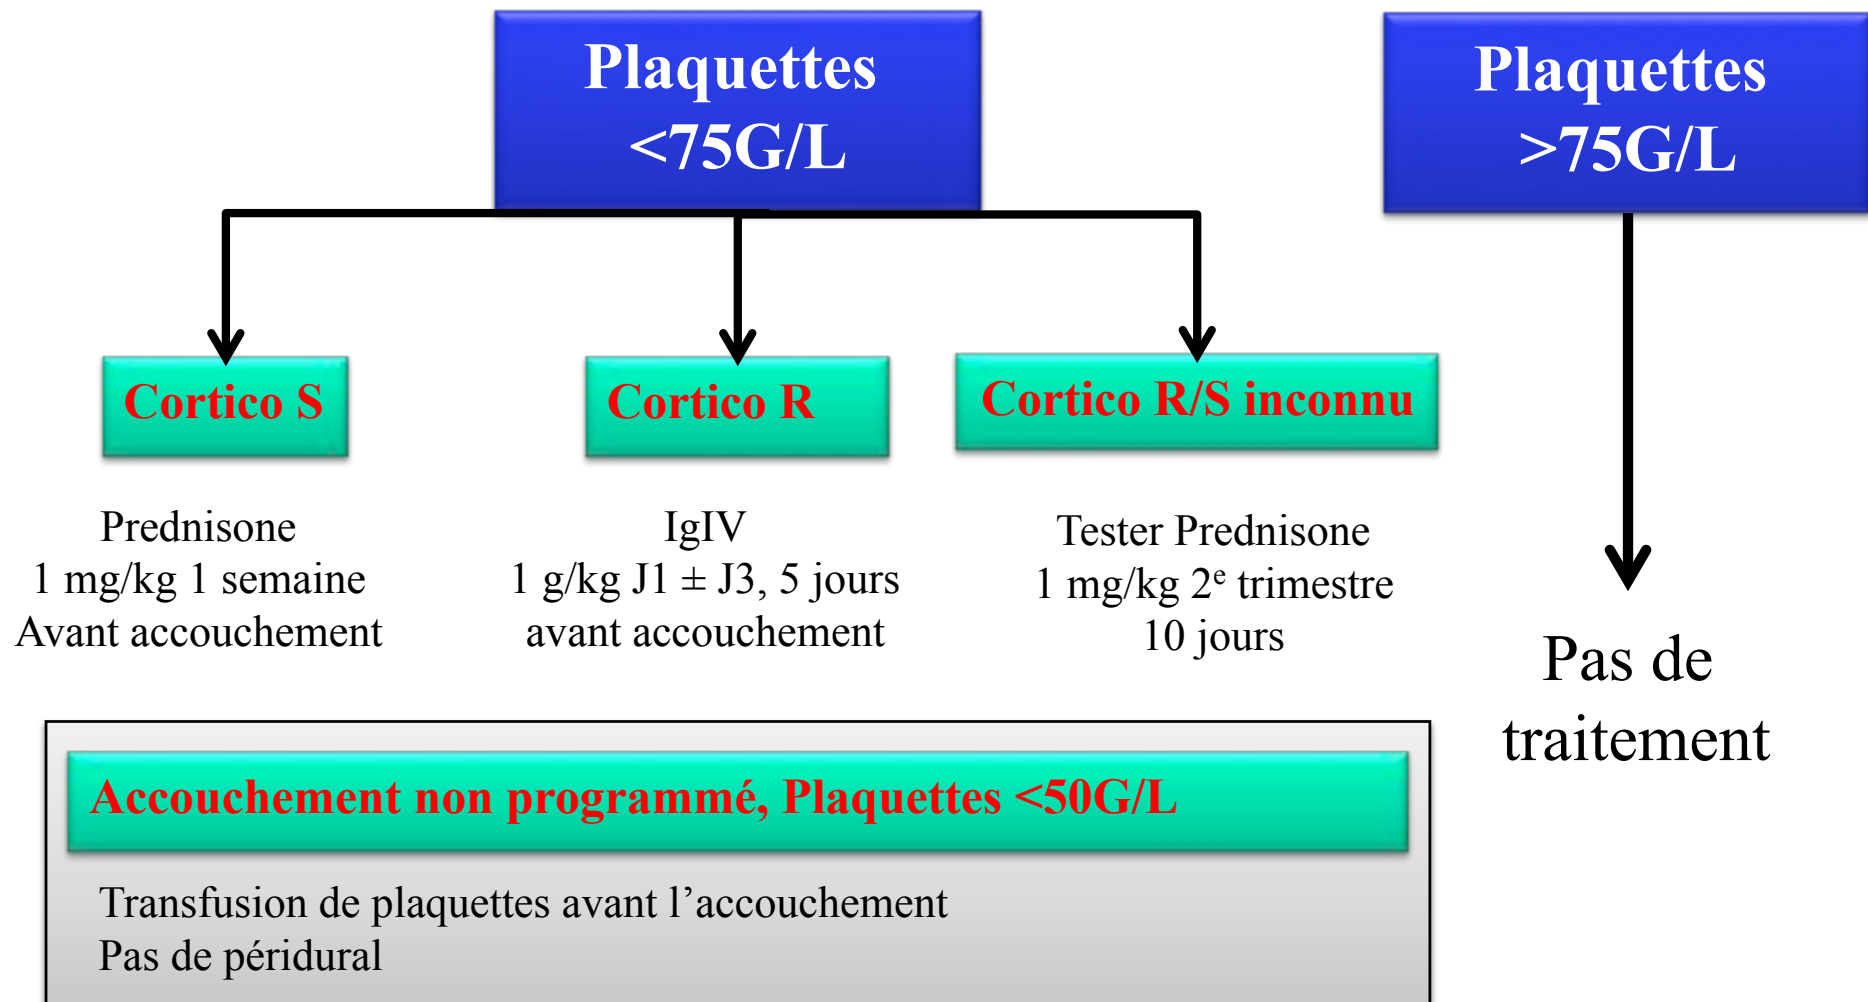 Plaquettes
<75G/L
Plaquettes
>75G/L
Cortico S
Cortico R
Cortico R/S inconnu
Prednisone
1 mg/kg 1 semaine
Avant accouchement
IgIV
1 g/kg J1 ± J3, 5 jours
avant accouchement
Tester Prednisone
1 mg/kg 2e trimestre
10 jours
Pas de
traitement
Accouchement non programmé, Plaquettes <50G/L
Transfusion de plaquettes avant l’accouchement
Pas de péridural